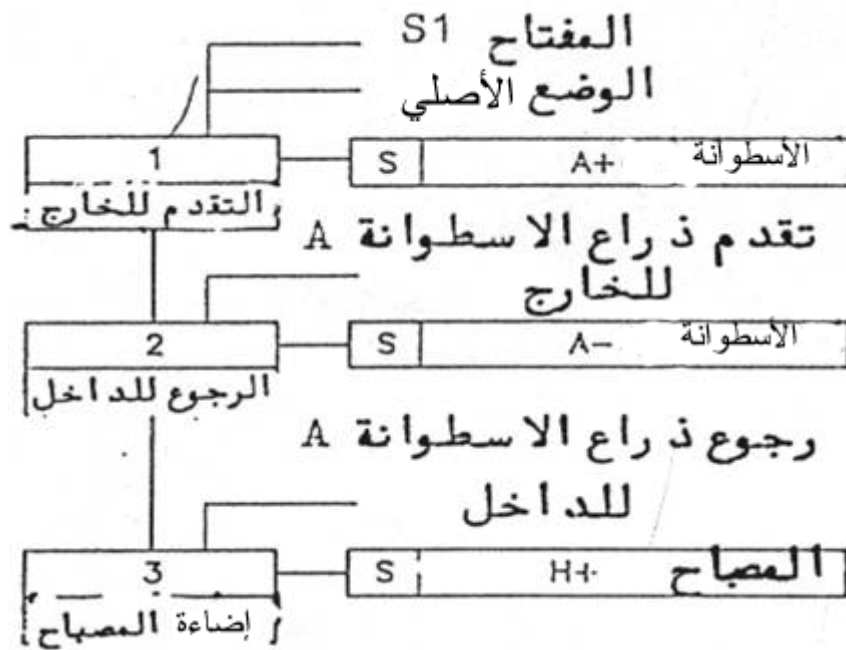 المفتاح S1
الوضع الأصلي
1
S
A+
الأسطوانة
التقدم للخارج
تقدم ذراع الاسطوانة A
للخارج
2
S
A-
الأسطوانة
الرجوع للداخل
رجوع ذراع الاسطوانة A
للداخل
3
S
H+
المصباح
إضاءة المصباح